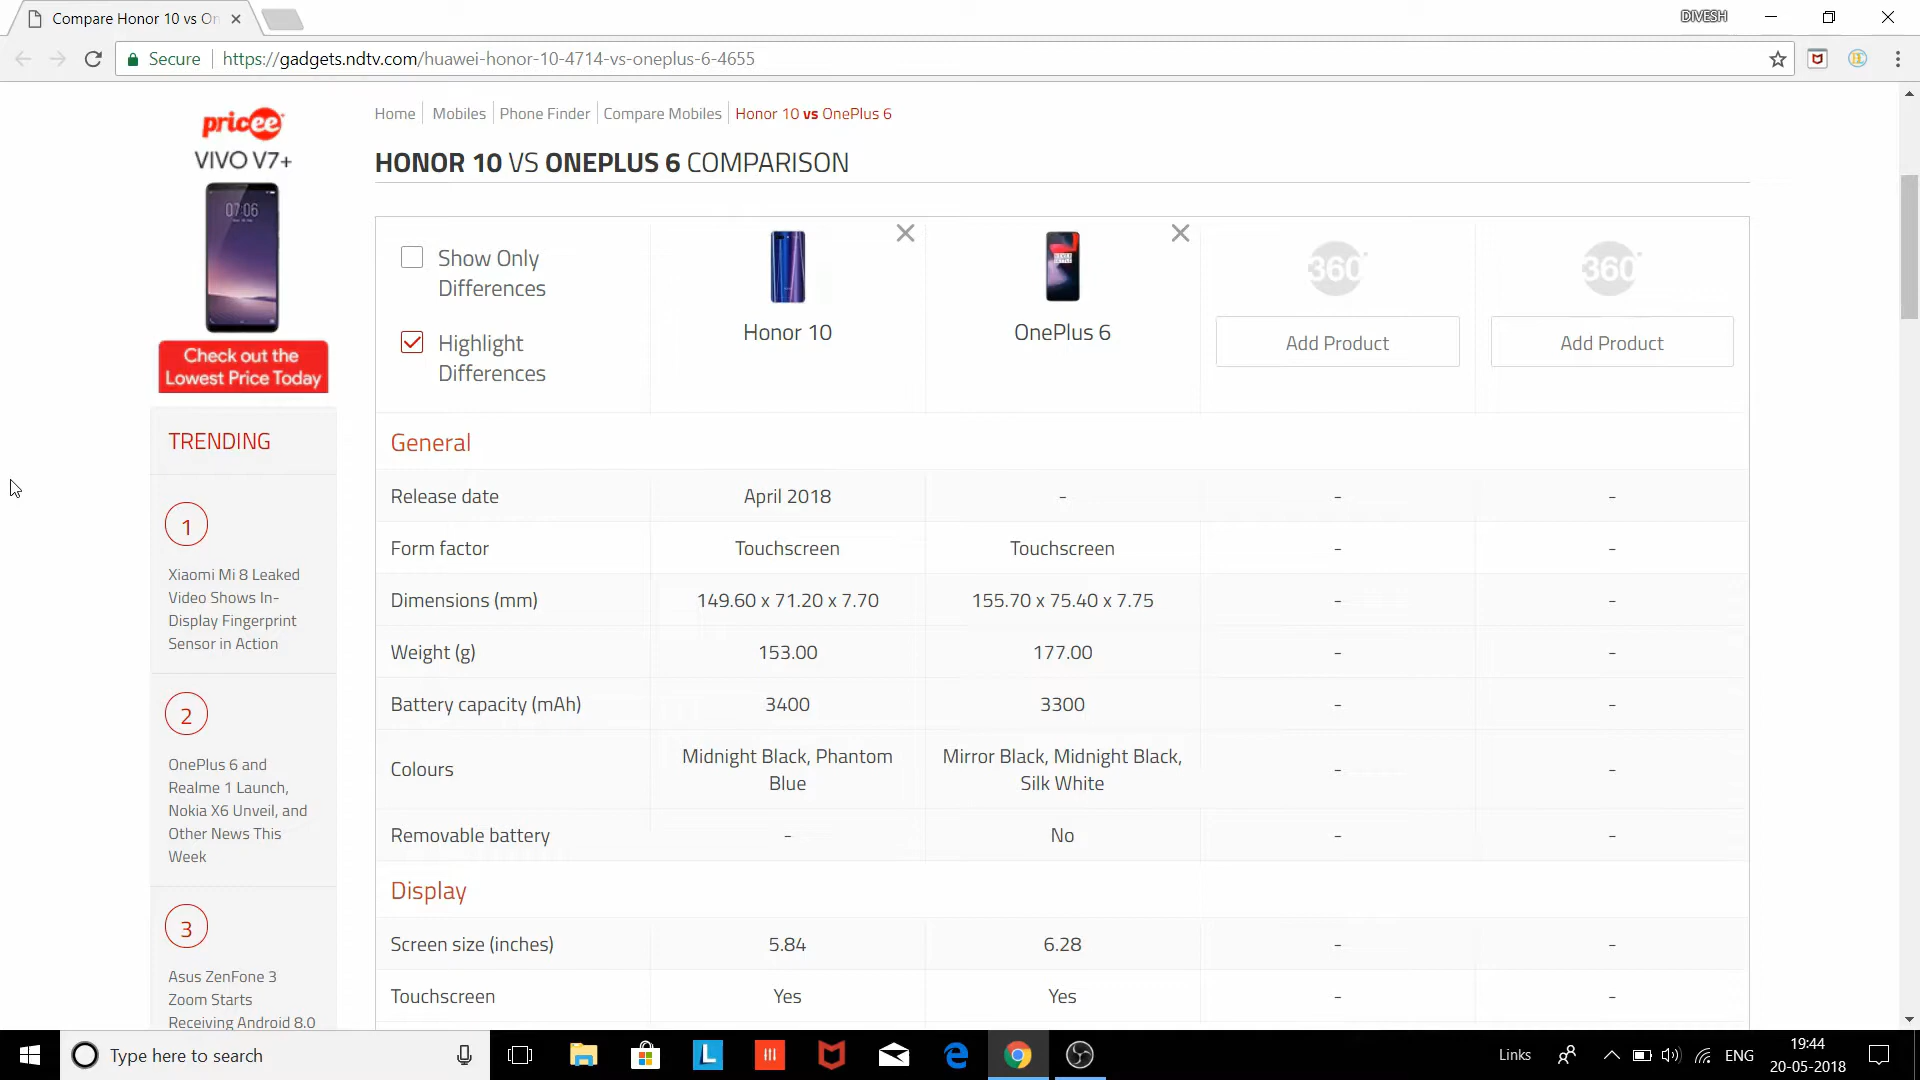 Compare Honor 10 vs On
DIVESH
Secure
https://gadgets.ndtv.com/huawei-honor-10-4714-vs-oneplus-6-4655
pricee
VIVO V7+
07:06
Check out the
Lowest Price Today
TRENDING
1
Xiaomi Mi 8 Leaked
Video Shows In-
Display Fingerprint
Sensor in Action
2
OnePlus 6 and
Realme 1 Launch,
Nokia X6 Unveil, and
Other News This
Week
3
Asus ZenFone 3
Zoom Starts
Receiving Android 8.0
Home Mobiles Phone Finder Compare Mobiles Honor 10 vs OnePlus 6
HONOR 10 VS ONEPLUS 6 COMPARISON
Show Only
Differences
Highlight
Differences
Honor 10
OnePlus 6
360°
Add Product
360°
Add Product
General
Release date April 2018 - - -
Form factor Touchscreen Touchscreen - -
Dimensions (mm) 149.60 x 71.20 x 7.70 155.70 x 75.40 x 7.75 - -
Weight (g) 153.00 177.00 - -
Battery capacity (mAh) 3400 3300 - -
Colours Midnight Black, Phantom Blue Mirror Black, Midnight Black, Silk White - -
Removable battery - No - -
Display
Screen size (inches) 5.84 6.28 - -
Touchscreen Yes Yes - -
Type here to search
L
Links
ENG
19:44
20-05-2018